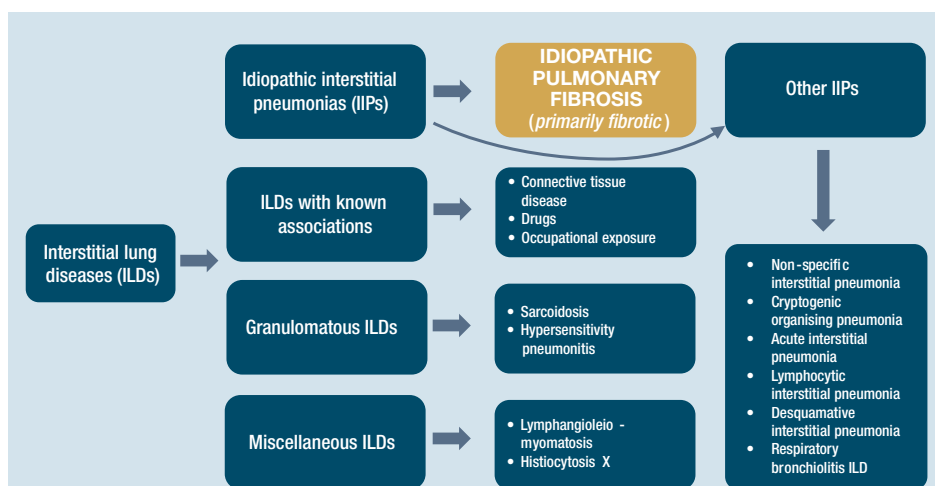 Idiopathic interstitial
pneumonias (IIPs)
IDIOPATHIC
PULMONARY
FIBROSIS
(primarily fibrotic)
Other IIPs
ILDs with known
associations
• Connective tissue
disease
• Drugs
• Occupational exposure
Interstitial lung
diseases (ILDs)
Granulomatous ILDs
• Sarcoidosis
• Hypersensitivity
pneumonitis
Miscellaneous ILDs
• Lymphangioleio -
myomatosis
• Histiocytosis X
• Non-specific
interstitial pneumonia
• Cryptogenic
organising pneumonia
• Acute interstitial
pneumonia
• Lymphocytic
interstitial pneumonia
• Desquamative
interstitial pneumonia
• Respiratory
bronchiolitis ILD